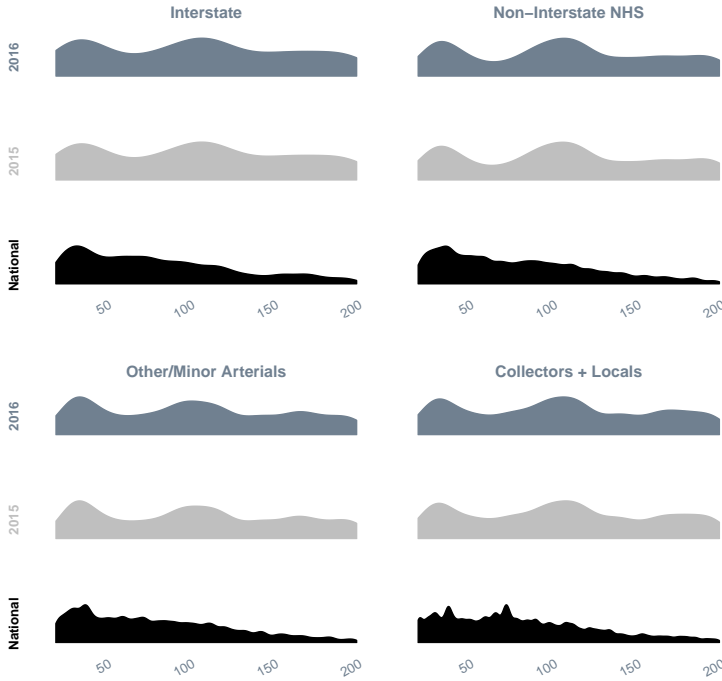 Interstate
Non−Interstate NHS
2016
2015
National
50 100 150 200
50 100 150 200
Other/Minor Arterials
Collectors + Locals
2016
2015
National
50 100 150 200
50 100 150 200